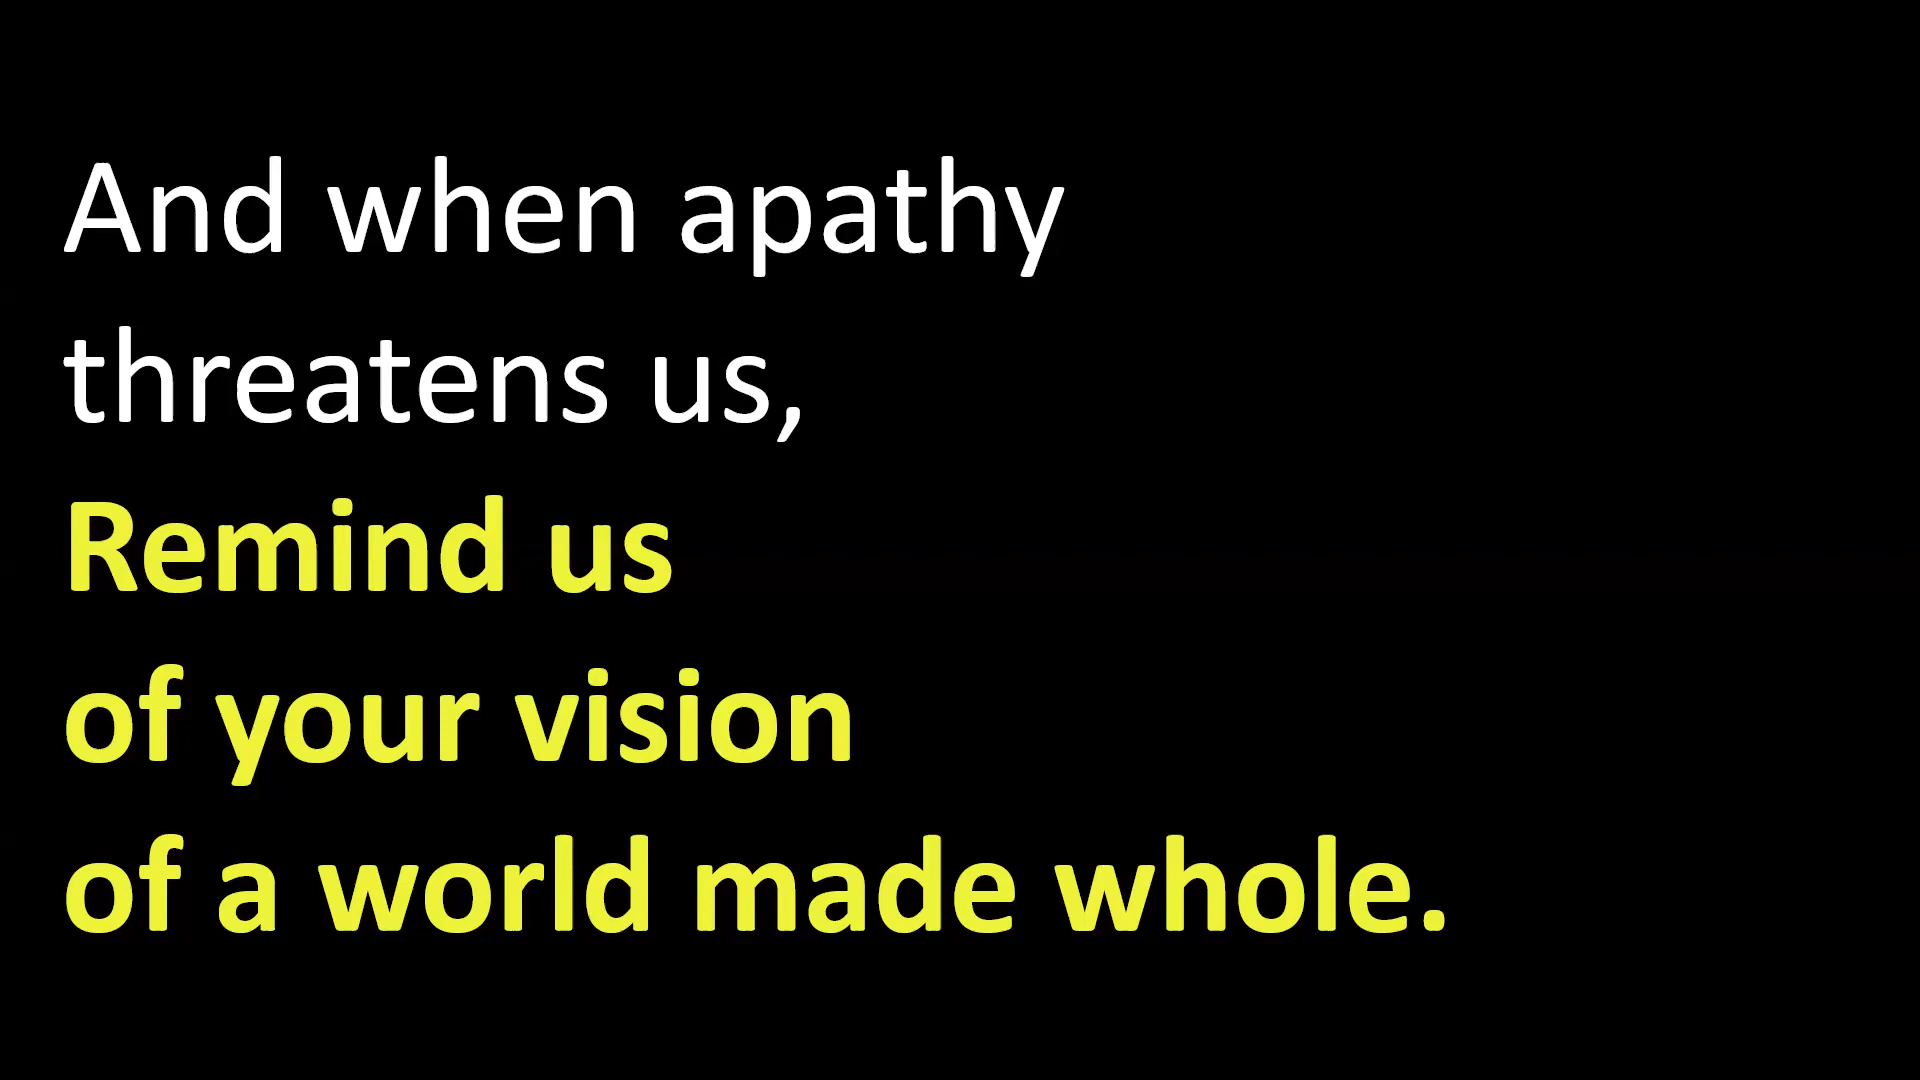 And when apathy
threatens us,
Remind us
of your vision
of a world made whole.